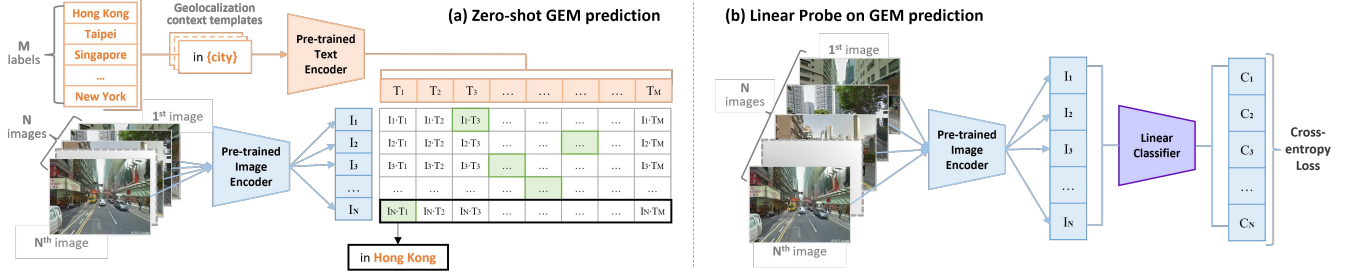 (a) Zero-shot GEM prediction
M
labels
Hong Kong
Taipei
Singapore
...
New York
Geolocalization
context templates
in {city}
Pre-trained
Text
Encoder
N
images
1st image
Nth image
Pre-trained
Image
Encoder
I1
I2
I3
...
IN
T1 T2 T3 ... ... ... ... TM
I1·T1 I1·T2 I1·T3 ... ... ... ... I1·TM
I2·T1 I2·T2 I2·T3 ... ... ... ... I2·TM
I3·T1 I3·T2 I3·T3 ... ... ... ... I3·TM
... ... ... ... ... ... ... ...
IN·T1 IN·T2 IN·T3 ... ... ... ... IN·TM
in Hong Kong
(b) Linear Probe on GEM prediction
N
images
1st image
Nth image
Pre-trained
Image Encoder
I1
I2
I3
...
IN
Linear
Classifier
C1
C2
C3
...
CN
Cross-
entropy
Loss